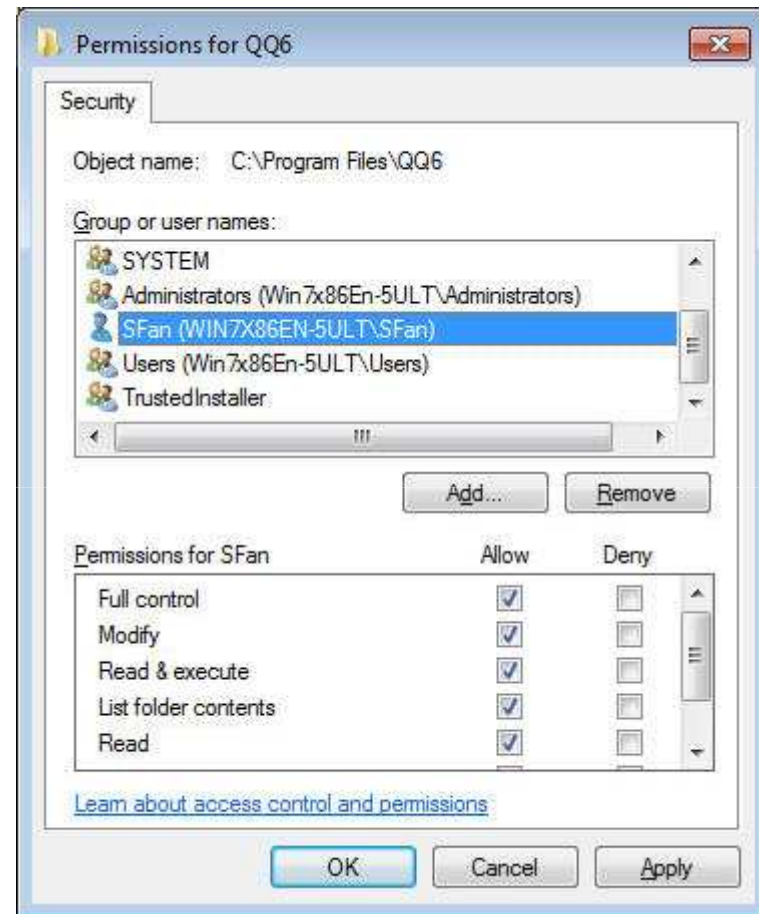 Permissions for QQ6
Security
Object name: C:\Program Files\QQ6
Group or user names:
SYSTEM
Administrators (Win7x86En-5ULT\Administrators)
SFan (WIN7X86EN-5ULT\SFan)
Users (Win7x86En-5ULT\Users)
TrustedInstaller
Add... Remove
Permissions for SFan Allow Deny
Full control
Modify
Read & execute
List folder contents
Read
Learn about access control and permissions
OK Cancel Apply